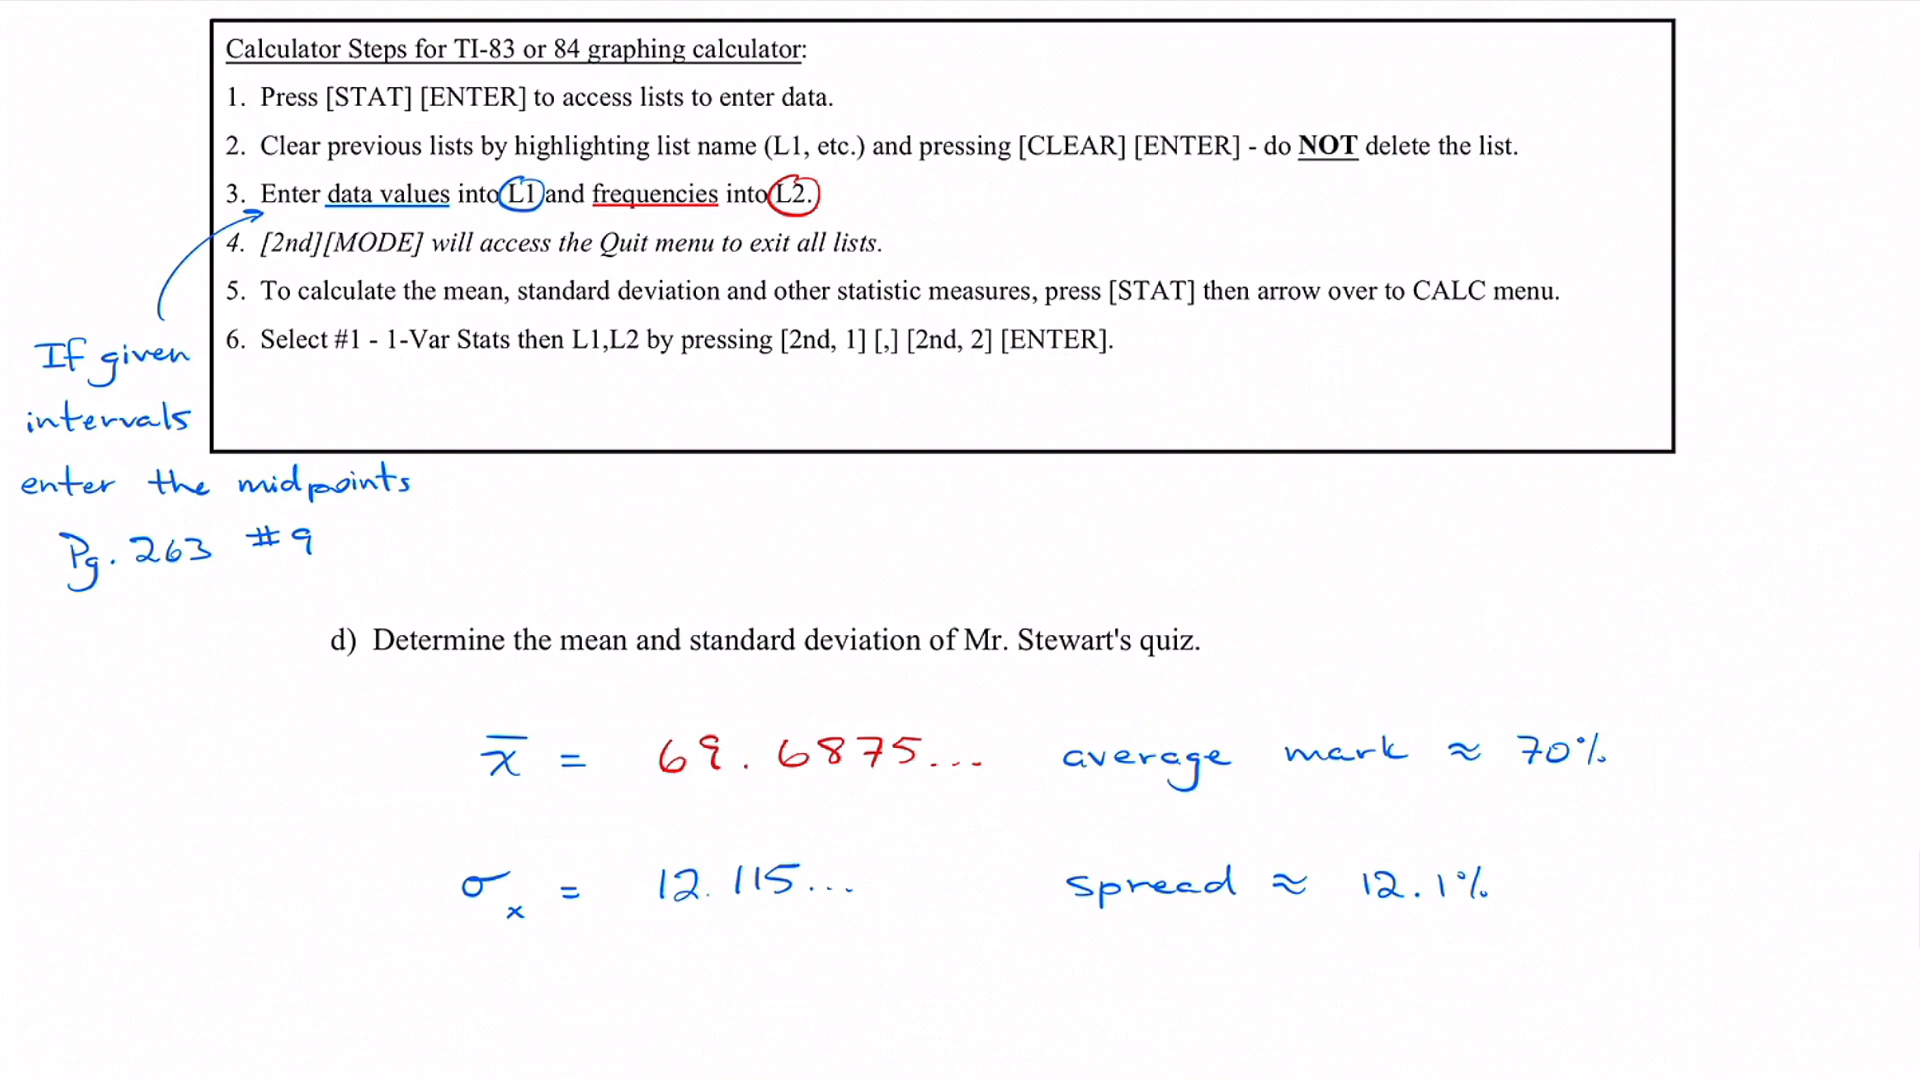 Calculator Steps for TI-83 or 84 graphing calculator:
1. Press [STAT] [ENTER] to access lists to enter data.
2. Clear previous lists by highlighting list name (L1, etc.) and pressing [CLEAR] [ENTER] - do NOT delete the list.
3. Enter data values into L1 and frequencies into L2.
4. [2nd][MODE] will access the Quit menu to exit all lists.
5. To calculate the mean, standard deviation and other statistic measures, press [STAT] then arrow over to CALC menu.
6. Select #1 - 1-Var Stats then L1,L2 by pressing [2nd, 1] [,] [2nd, 2] [ENTER].
If given
intervals
enter the midpoints
Pg. 263 #9
d) Determine the mean and standard deviation of Mr. Stewart's quiz.
x̅ = 69.6875... average mark ≈ 70%
σx = 12.115... spread ≈ 12.1%